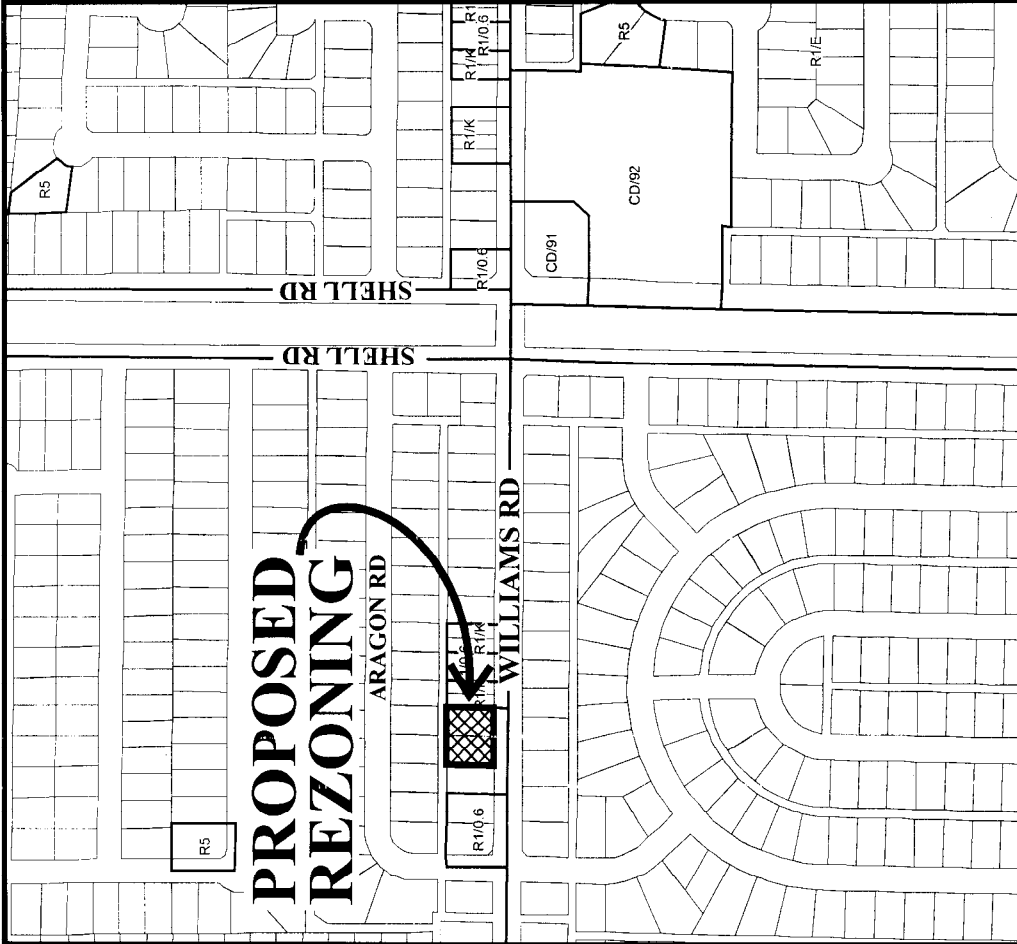 R1
R1/0.6
R1/K
R5
R1/E
R1/K
R5
CD/92
CD/91
R1/0.6
SHELL RD
SHELL RD
PROPOSED
REZONING
ARAGON RD
WILLIAMS RD
R1/K
R5
R1/0.6